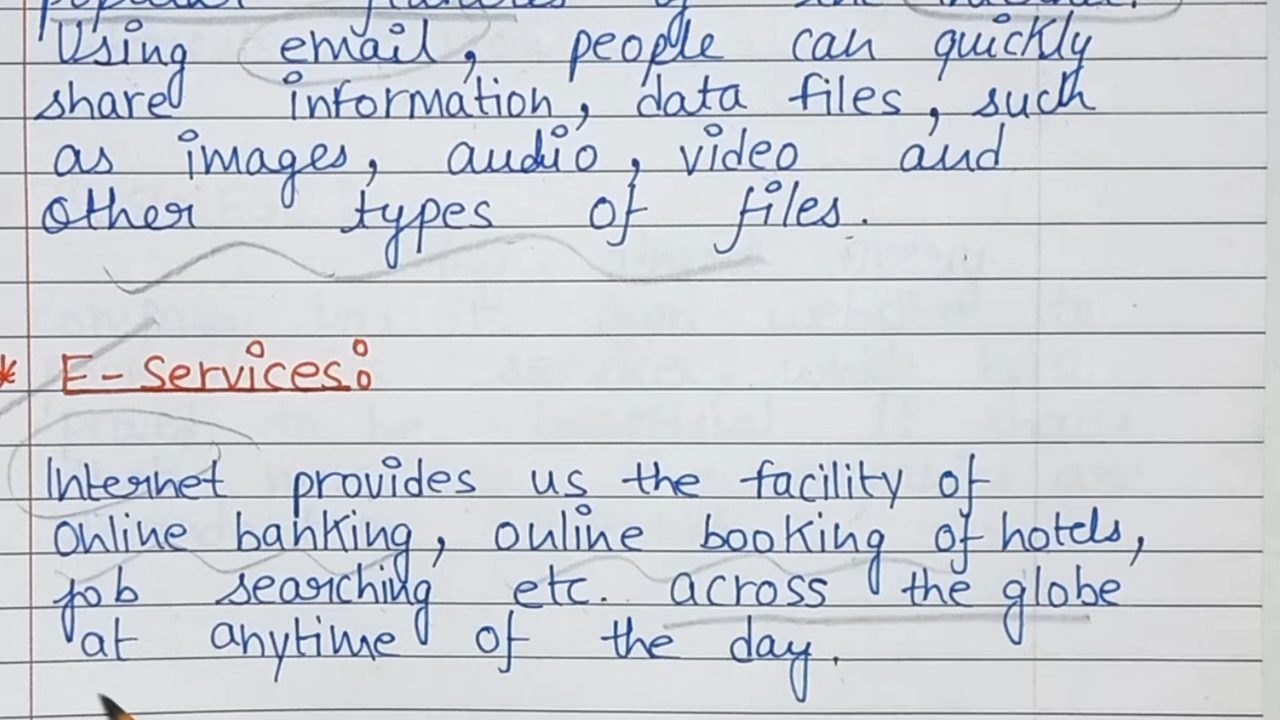 Using email, people can quickly
share information, data files, such
as images, audio, video and
other types of files.
* E-Services:
Internet provides us the facility of
online banking, online booking of hotels,
job searching etc. across the globe
at anytime of the day.